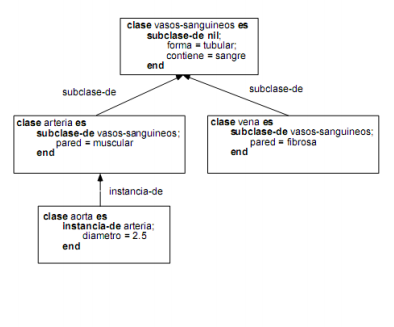 clase vasos-sanguineos es
subclase-de nil;
forma = tubular;
contiene = sangre
end
subclase-de
subclase-de
clase arteria es
subclase-de vasos-sanguineos;
pared = muscular
end
clase vena es
subclase-de vasos-sanguineos;
pared = fibrosa
end
instancia-de
clase aorta es
instancia-de arteria;
diametro = 2.5
end